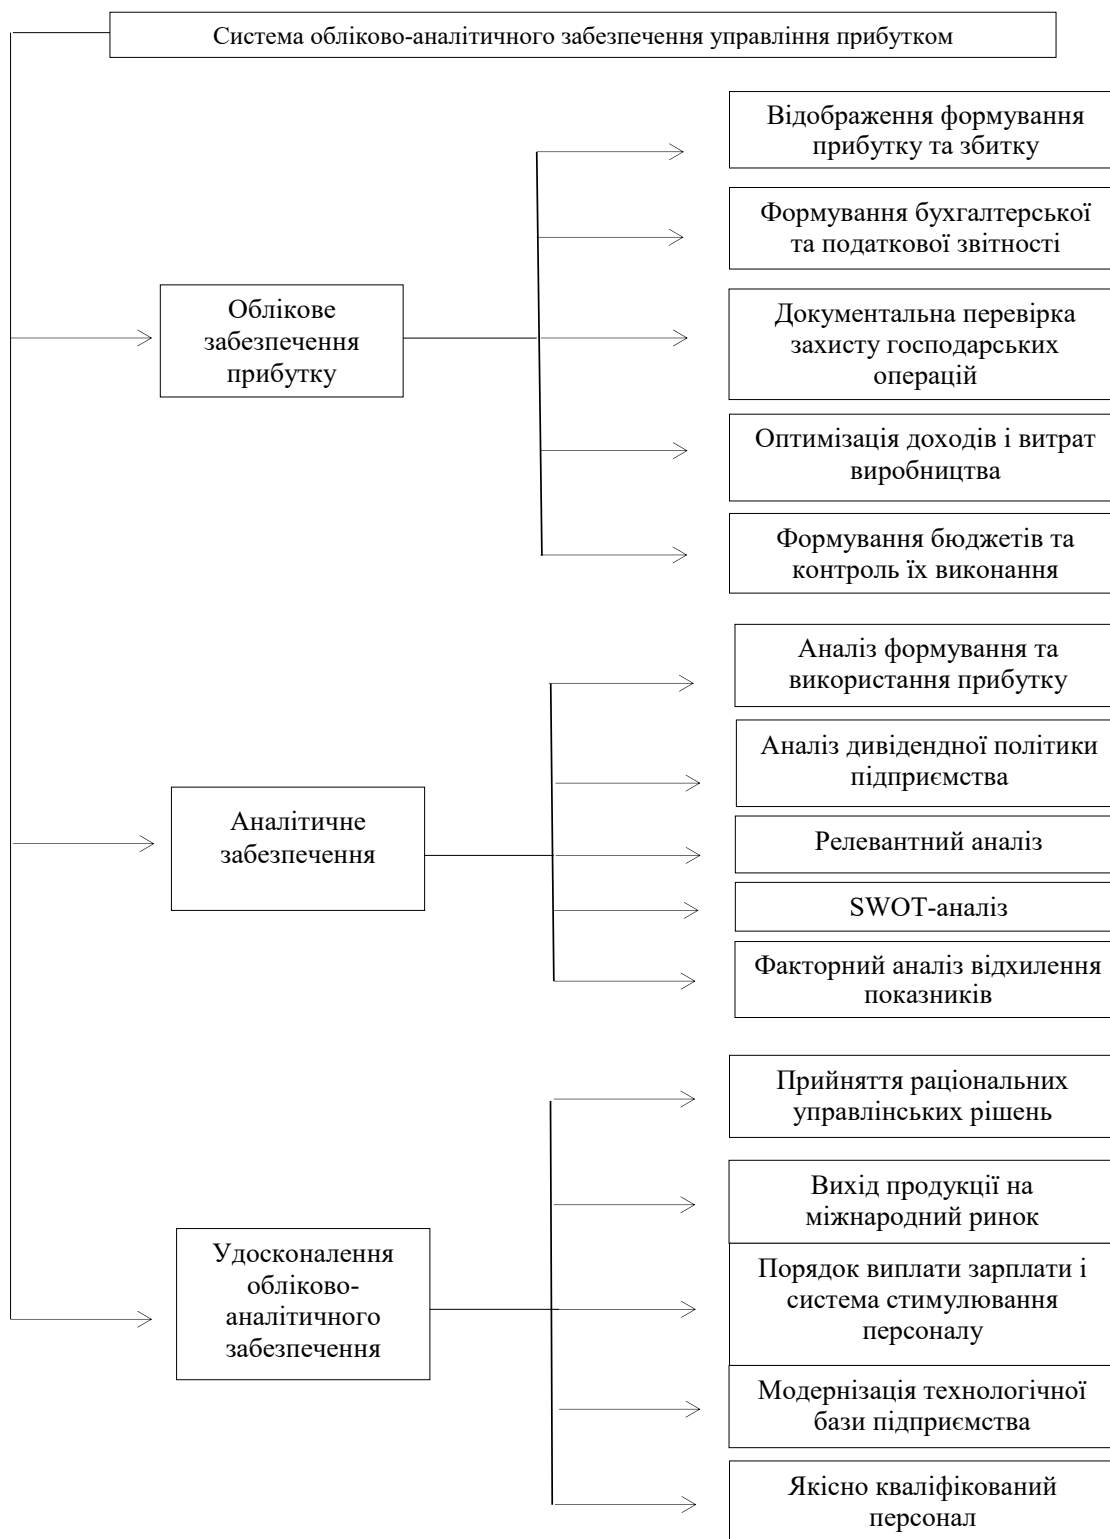 Система обліково-аналітичного забезпечення управління прибутком
Відображення формування
прибутку та збитку
Формування бухгалтерської
та податкової звітності
Облікове
забезпечення
прибутку
Документальна перевірка
захисту господарських
операцій
Оптимізація доходів і витрат
виробництва
Формування бюджетів та
контроль їх виконання
Аналіз формування та
використання прибутку
Аналіз дивідендної політики
підприємства
Аналітичне
забезпечення
Релевантний аналіз
SWOT-аналіз
Факторний аналіз відхилення
показників
Прийняття раціональних
управлінських рішень
Вихід продукції на
міжнародний ринок
Удосконалення
обліково-
аналітичного
забезпечення
Порядок виплати зарплати і
система стимулювання
персоналу
Модернізація технологічної
бази підприємства
Якісно кваліфікований
персонал